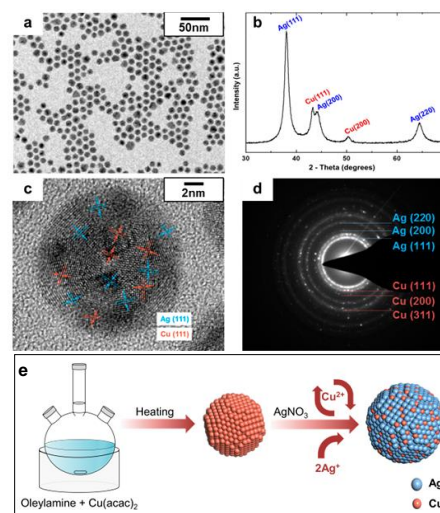 a
50nm
b
Ag(111)
Cu(111)
Ag(200)
Cu(200)
Ag(220)
Intensity (a.u.)
30 40 50 60
2 - Theta (degrees)
c
2nm
Ag (111)
Cu (111)
d
Ag (220)
Ag (200)
Ag (111)
Cu (111)
Cu (200)
Cu (311)
e
Heating
AgNO3
Cu2+
2Ag+
Oleylamine + Cu(acac)2
Ag
Cu